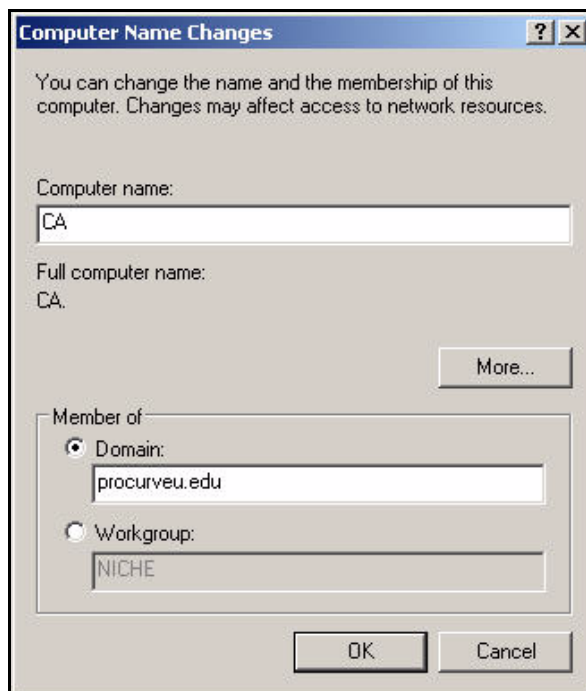 Computer Name Changes
You can change the name and the membership of this
computer. Changes may affect access to network resources.
Computer name:
CA
Full computer name:
CA.
More...
Member of
Domain:
procurveu.edu
Workgroup:
NICHE
OK
Cancel